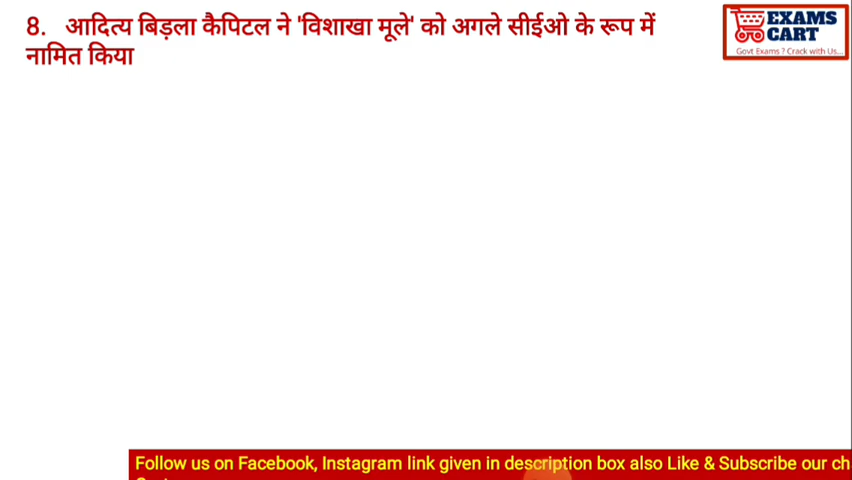 8. आदित्य बिड़ला कैपिटल ने 'विशाखा मूले' को अगले सीईओ के रूप में
नामित किया
EXAMS
CART
Govt Exams ? Crack with Us...
Follow us on Facebook, Instagram link given in description box also Like & Subscribe our ch